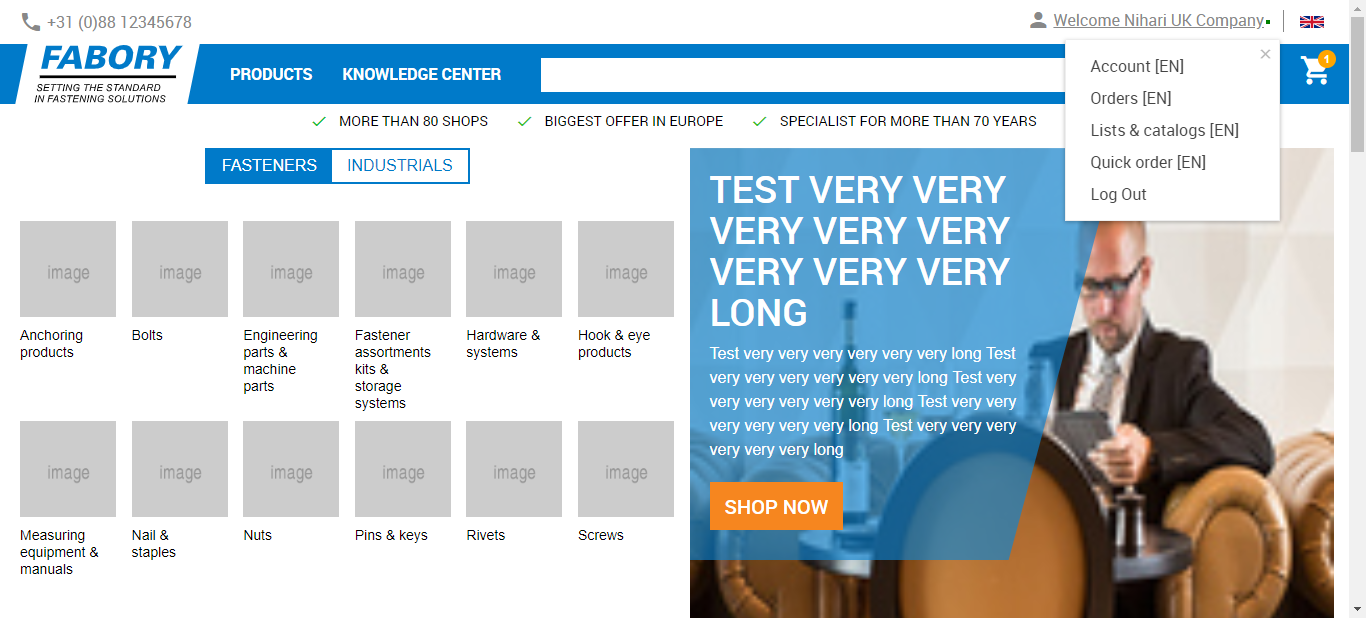 +31 (0)88 12345678
Welcome Nihari UK Company
FABORY
SETTING THE STANDARD
IN FASTENING SOLUTIONS
PRODUCTS
KNOWLEDGE CENTER
1
Account [EN]
Orders [EN]
Lists & catalogs [EN]
Quick order [EN]
Log Out
MORE THAN 80 SHOPS
BIGGEST OFFER IN EUROPE
SPECIALIST FOR MORE THAN 70 YEARS
FASTENERS
INDUSTRIALS
image
image
image
image
image
image
Anchoring
products
Bolts
Engineering
parts &
machine
parts
Fastener
assortments
kits &
storage
systems
Hardware &
systems
Hook & eye
products
image
image
image
image
image
image
Measuring
equipment &
manuals
Nail &
staples
Nuts
Pins & keys
Rivets
Screws
TEST VERY VERY
VERY VERY VERY
VERY VERY VERY
LONG
Test very very very very very very long Test
very very very very very very long Test very
very very very very very long Test very very
very very very very long Test very very very
very very very long
SHOP NOW